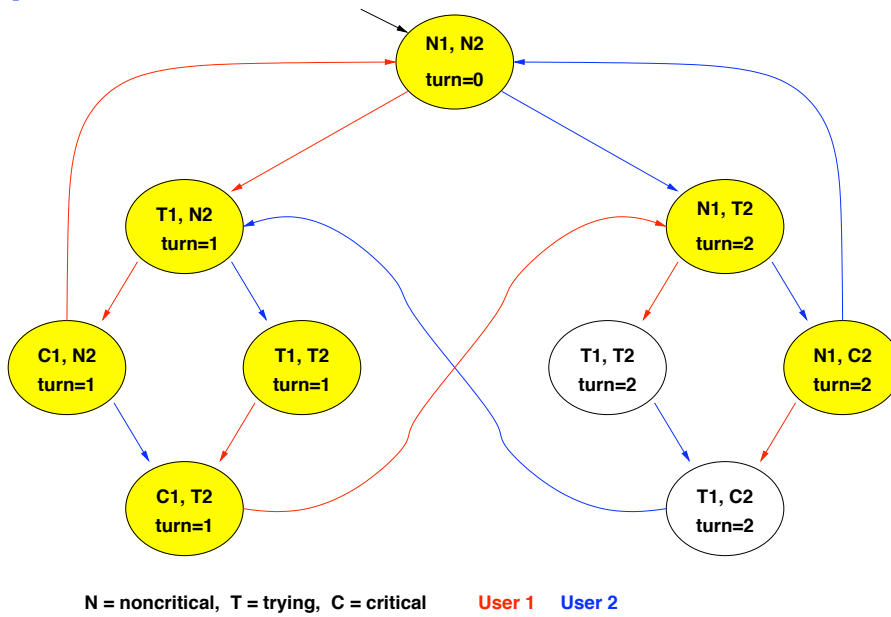 N1, N2
turn=0
T1, N2
turn=1
N1, T2
turn=2
C1, N2
turn=1
T1, T2
turn=1
T1, T2
turn=2
N1, C2
turn=2
C1, T2
turn=1
T1, C2
turn=2
N = noncritical, T = trying, C = critical User 1 User 2